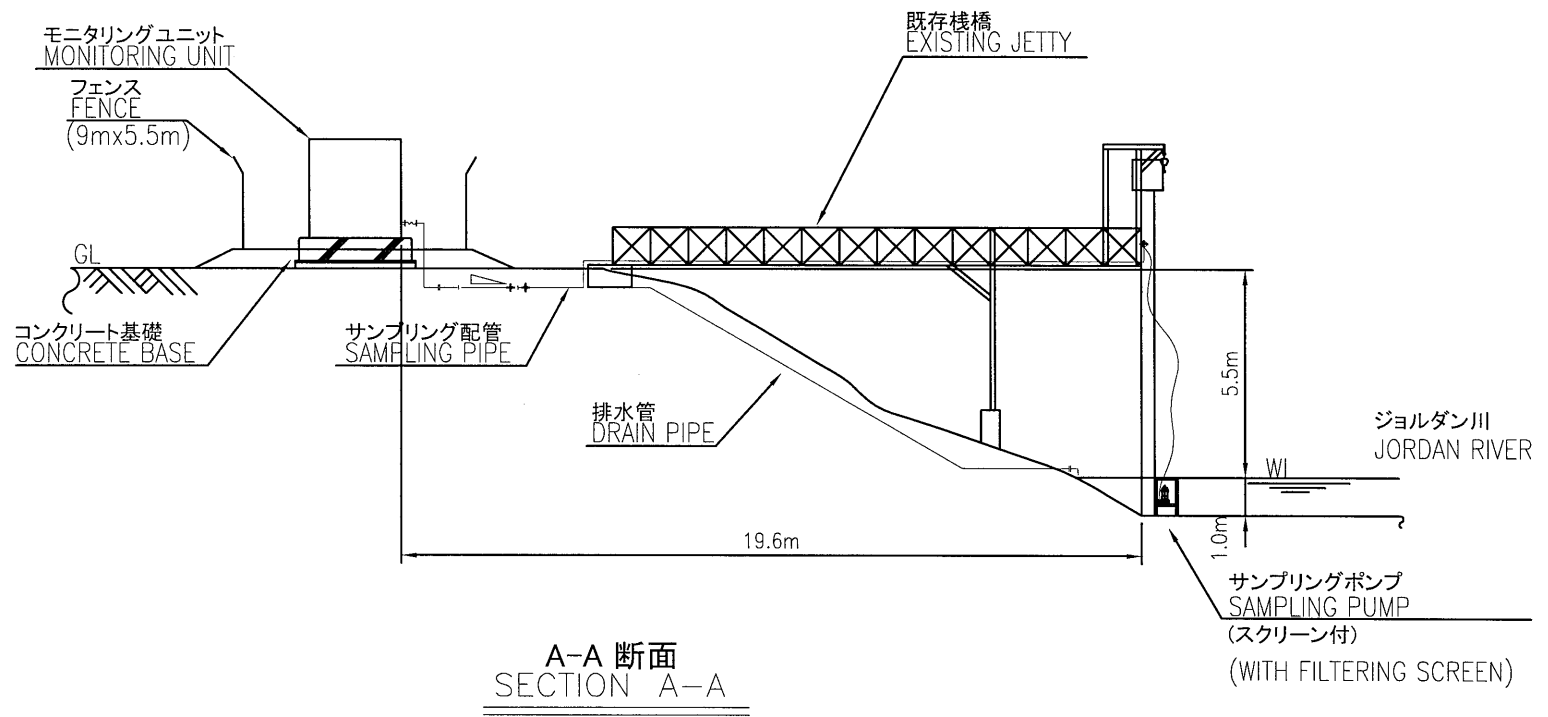 モニタリングユニット
MONITORING UNIT
フェンス
FENCE
(9mx5.5m)
既存桟橋
EXISTING JETTY
GL
コンクリート基礎
CONCRETE BASE
サンプリング配管
SAMPLING PIPE
排水管
DRAIN PIPE
5.5m
ジョルダン川
JORDAN RIVER
WL
19.6m
1.0m
サンプリングポンプ
SAMPLING PUMP
(スクリーン付)
(WITH FILTERING SCREEN)
A-A 断面
SECTION A-A